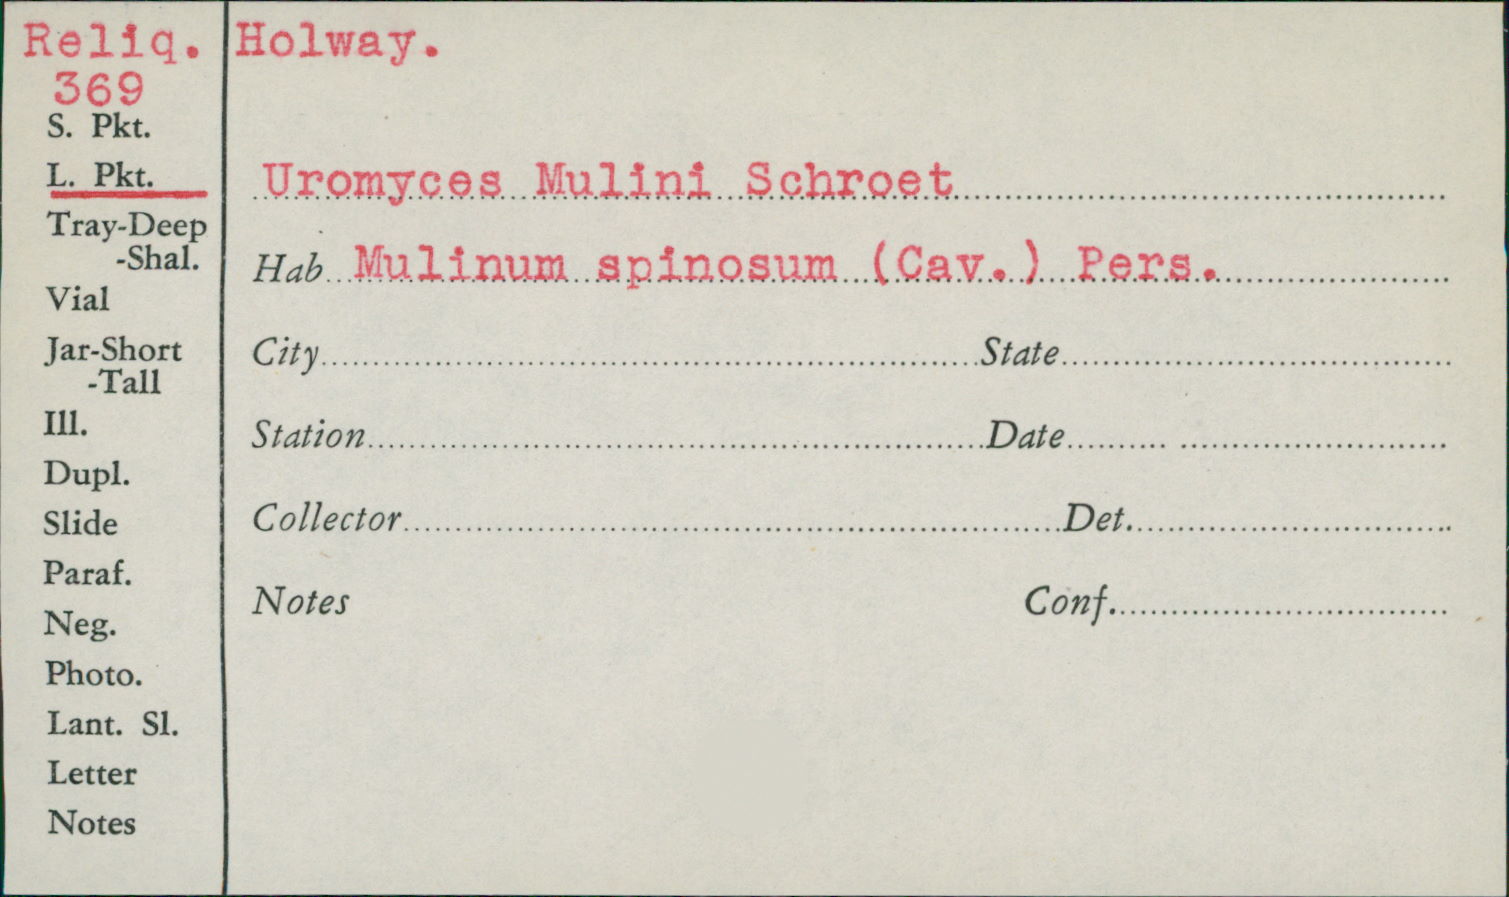 Reliq. Holway.
369
S. Pkt.
L. Pkt.
Uromyces Mulini Schroet
Tray-Deep
-Shal.
Hab Mulinum spinosum (Cav.) Pers.
Vial
Jar-Short
-Tall
City State
Ill.
Station Date
Dupl.
Slide
Collector Det.
Paraf.
Neg.
Notes Conf.
Photo.
Lant. Sl.
Letter
Notes